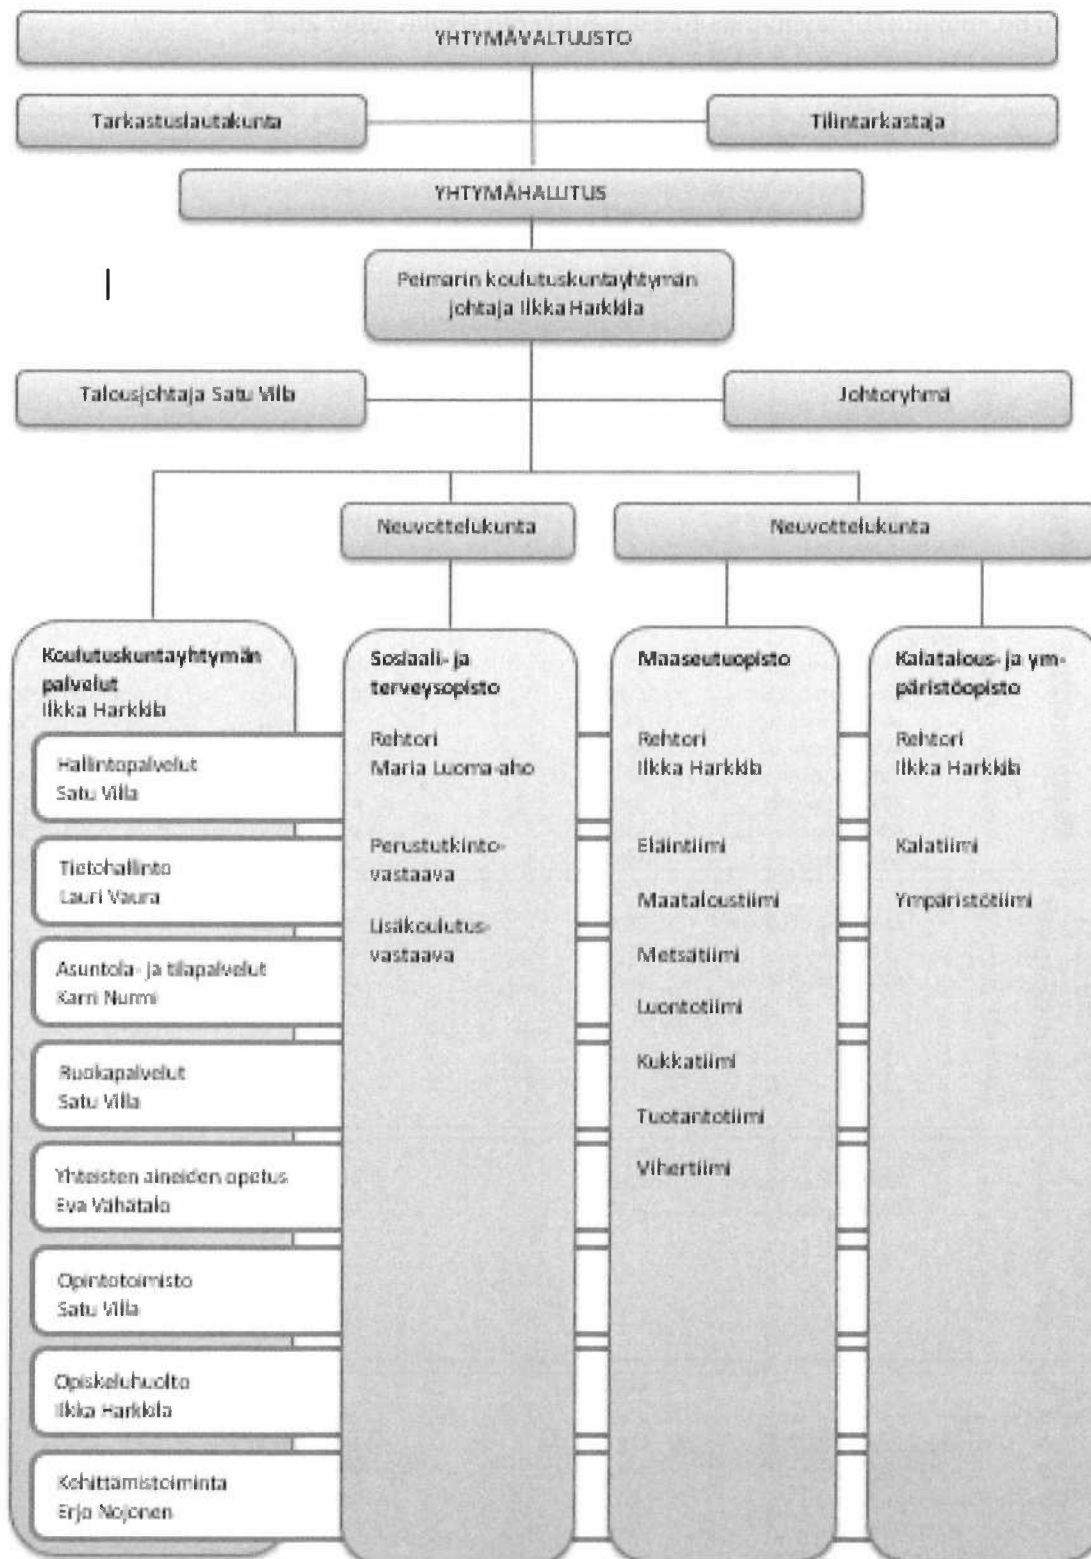 YHTYMÄVALTUUSTO
Tarkastuslautakunta
Tilintarkastaja
YHTYMÄHALLITUS
Peimarin koulutuskuntayhtymän
johtaja Ilkka Harkkila
Talousjohtaja Satu Villa
Johtoryhmä
Neuvottelukunta
Neuvottelukunta
Koulutuskuntayhtymän
palvelut
Ilkka Harkkila
Hallintopalvelut
Satu Villa
Tietohallinto
Lauri Vaura
Asuntola- ja tilapalvelut
Karri Nurmi
Ruokapalvelut
Satu Villa
Yhteisten aineiden opetus
Eva Vähätalo
Opintotoimisto
Satu Villa
Opiskeluhuolto
Ilkka Harkkila
Kehittämistoiminta
Erjo Nojonen
Sosiaali- ja
terveysopisto
Rehtori
Maria Luoma-aho
Perustutkinto-
vastaava
Lisäkoulutus-
vastaava
Maaseutuopisto
Rehtori
Ilkka Harkkila
Eläintiimi
Maataloustiimi
Metsätiimi
Luontotiimi
Kukkatiimi
Tuotantotiimi
Vihertiimi
Kalatalous- ja ym-
päristöopisto
Rehtori
Ilkka Harkkila
Kalatiimi
Ympäristötiimi